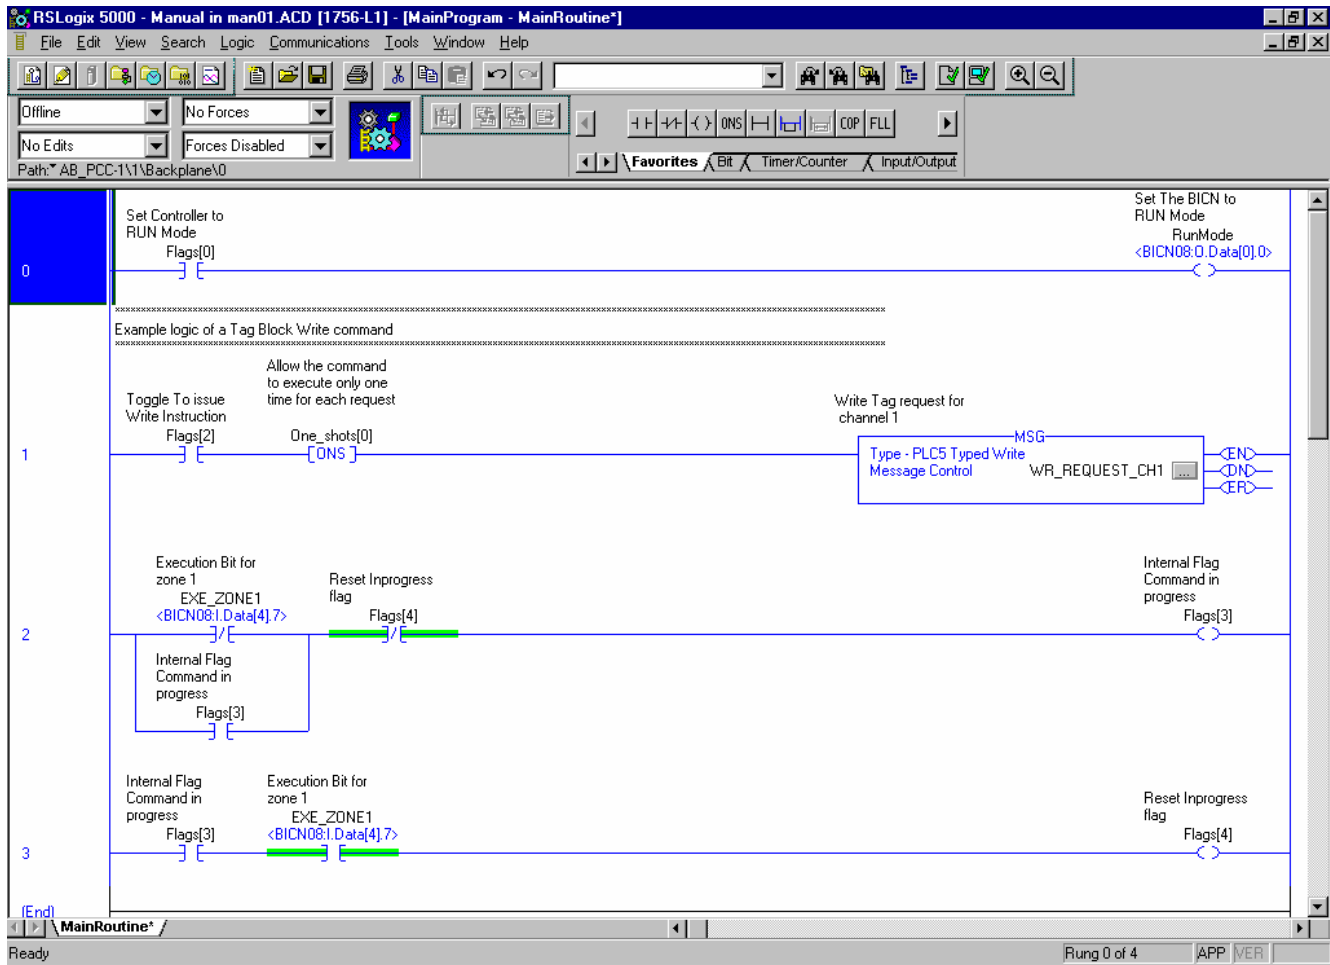 RSLogix 5000 - Manual in man01.ACD [1756-L1] - [MainProgram - MainRoutine*]
File Edit View Search Logic Communications Tools Window Help
Offline No Forces
No Edits Forces Disabled
ONS COP FLL
Path:* AB_PCC-1\1\Backplane\0
Favorites Bit Timer/Counter Input/Output
Set Controller to
RUN Mode
Flags[0]
Set The BICN to
RUN Mode
RunMode
<BICN08:O.Data[0].0>
0
Example logic of a Tag Block Write command
Allow the command
to execute only one
time for each request
Toggle To issue
Write Instruction
Flags[2]
One_shots[0]
ONS
Write Tag request for
channel 1
MSG
Type - PLC5 Typed Write
Message Control WR_REQUEST_CH1 ...
EN
DN
ER
1
Execution Bit for
zone 1
EXE_ZONE1
<BICN08:I.Data[4].7>
Reset Inprogress
flag
Flags[4]
Internal Flag
Command in
progress
Flags[3]
2
Internal Flag
Command in
progress
Flags[3]
Internal Flag
Command in
progress
Flags[3]
Execution Bit for
zone 1
EXE_ZONE1
<BICN08:I.Data[4].7>
Reset Inprogress
flag
Flags[4]
3
(End)
MainRoutine*
Ready Rung 0 of 4 APP VER